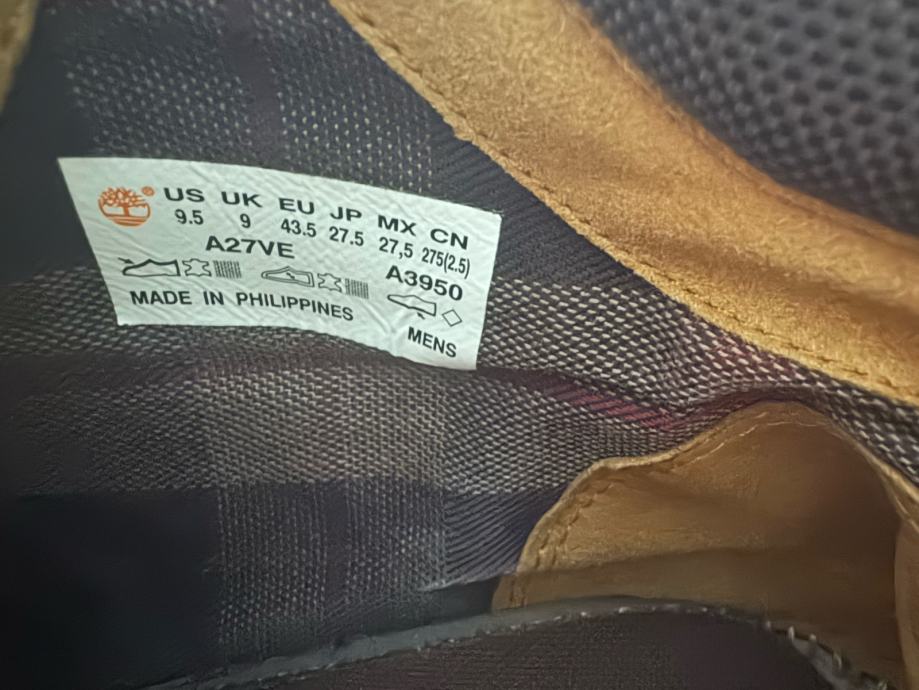 ® US UK EU JP MX CN
9.5 9 43.5 27.5 27,5 275(2.5)
A27VE A3950
MADE IN PHILIPPINES MENS